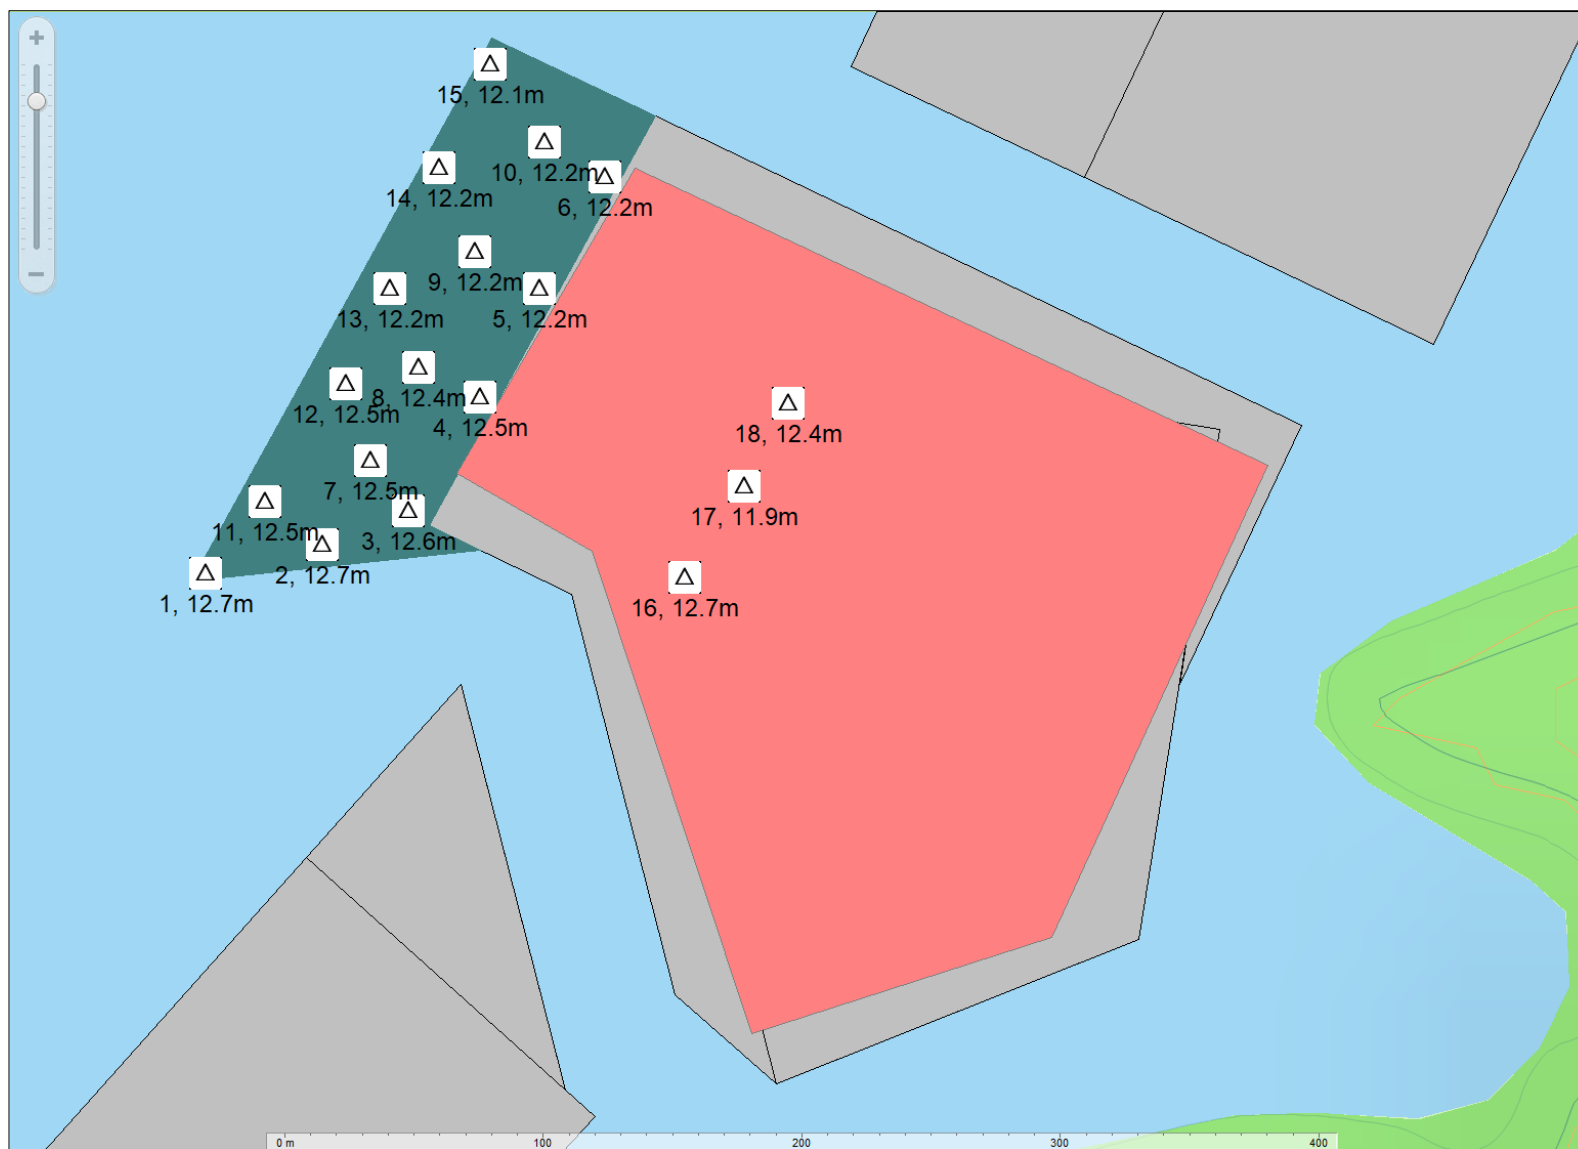 15, 12.1m
10, 12.2m
14, 12.2m
6, 12.2m
9, 12.2m
13, 12.2m
5, 12.2m
8, 12.4m
12, 12.5m
4, 12.5m
18, 12.4m
7, 12.5m
17, 11.9m
11, 12.5m
3, 12.6m
2, 12.7m
1, 12.7m
16, 12.7m
0 m 100 200 300 400